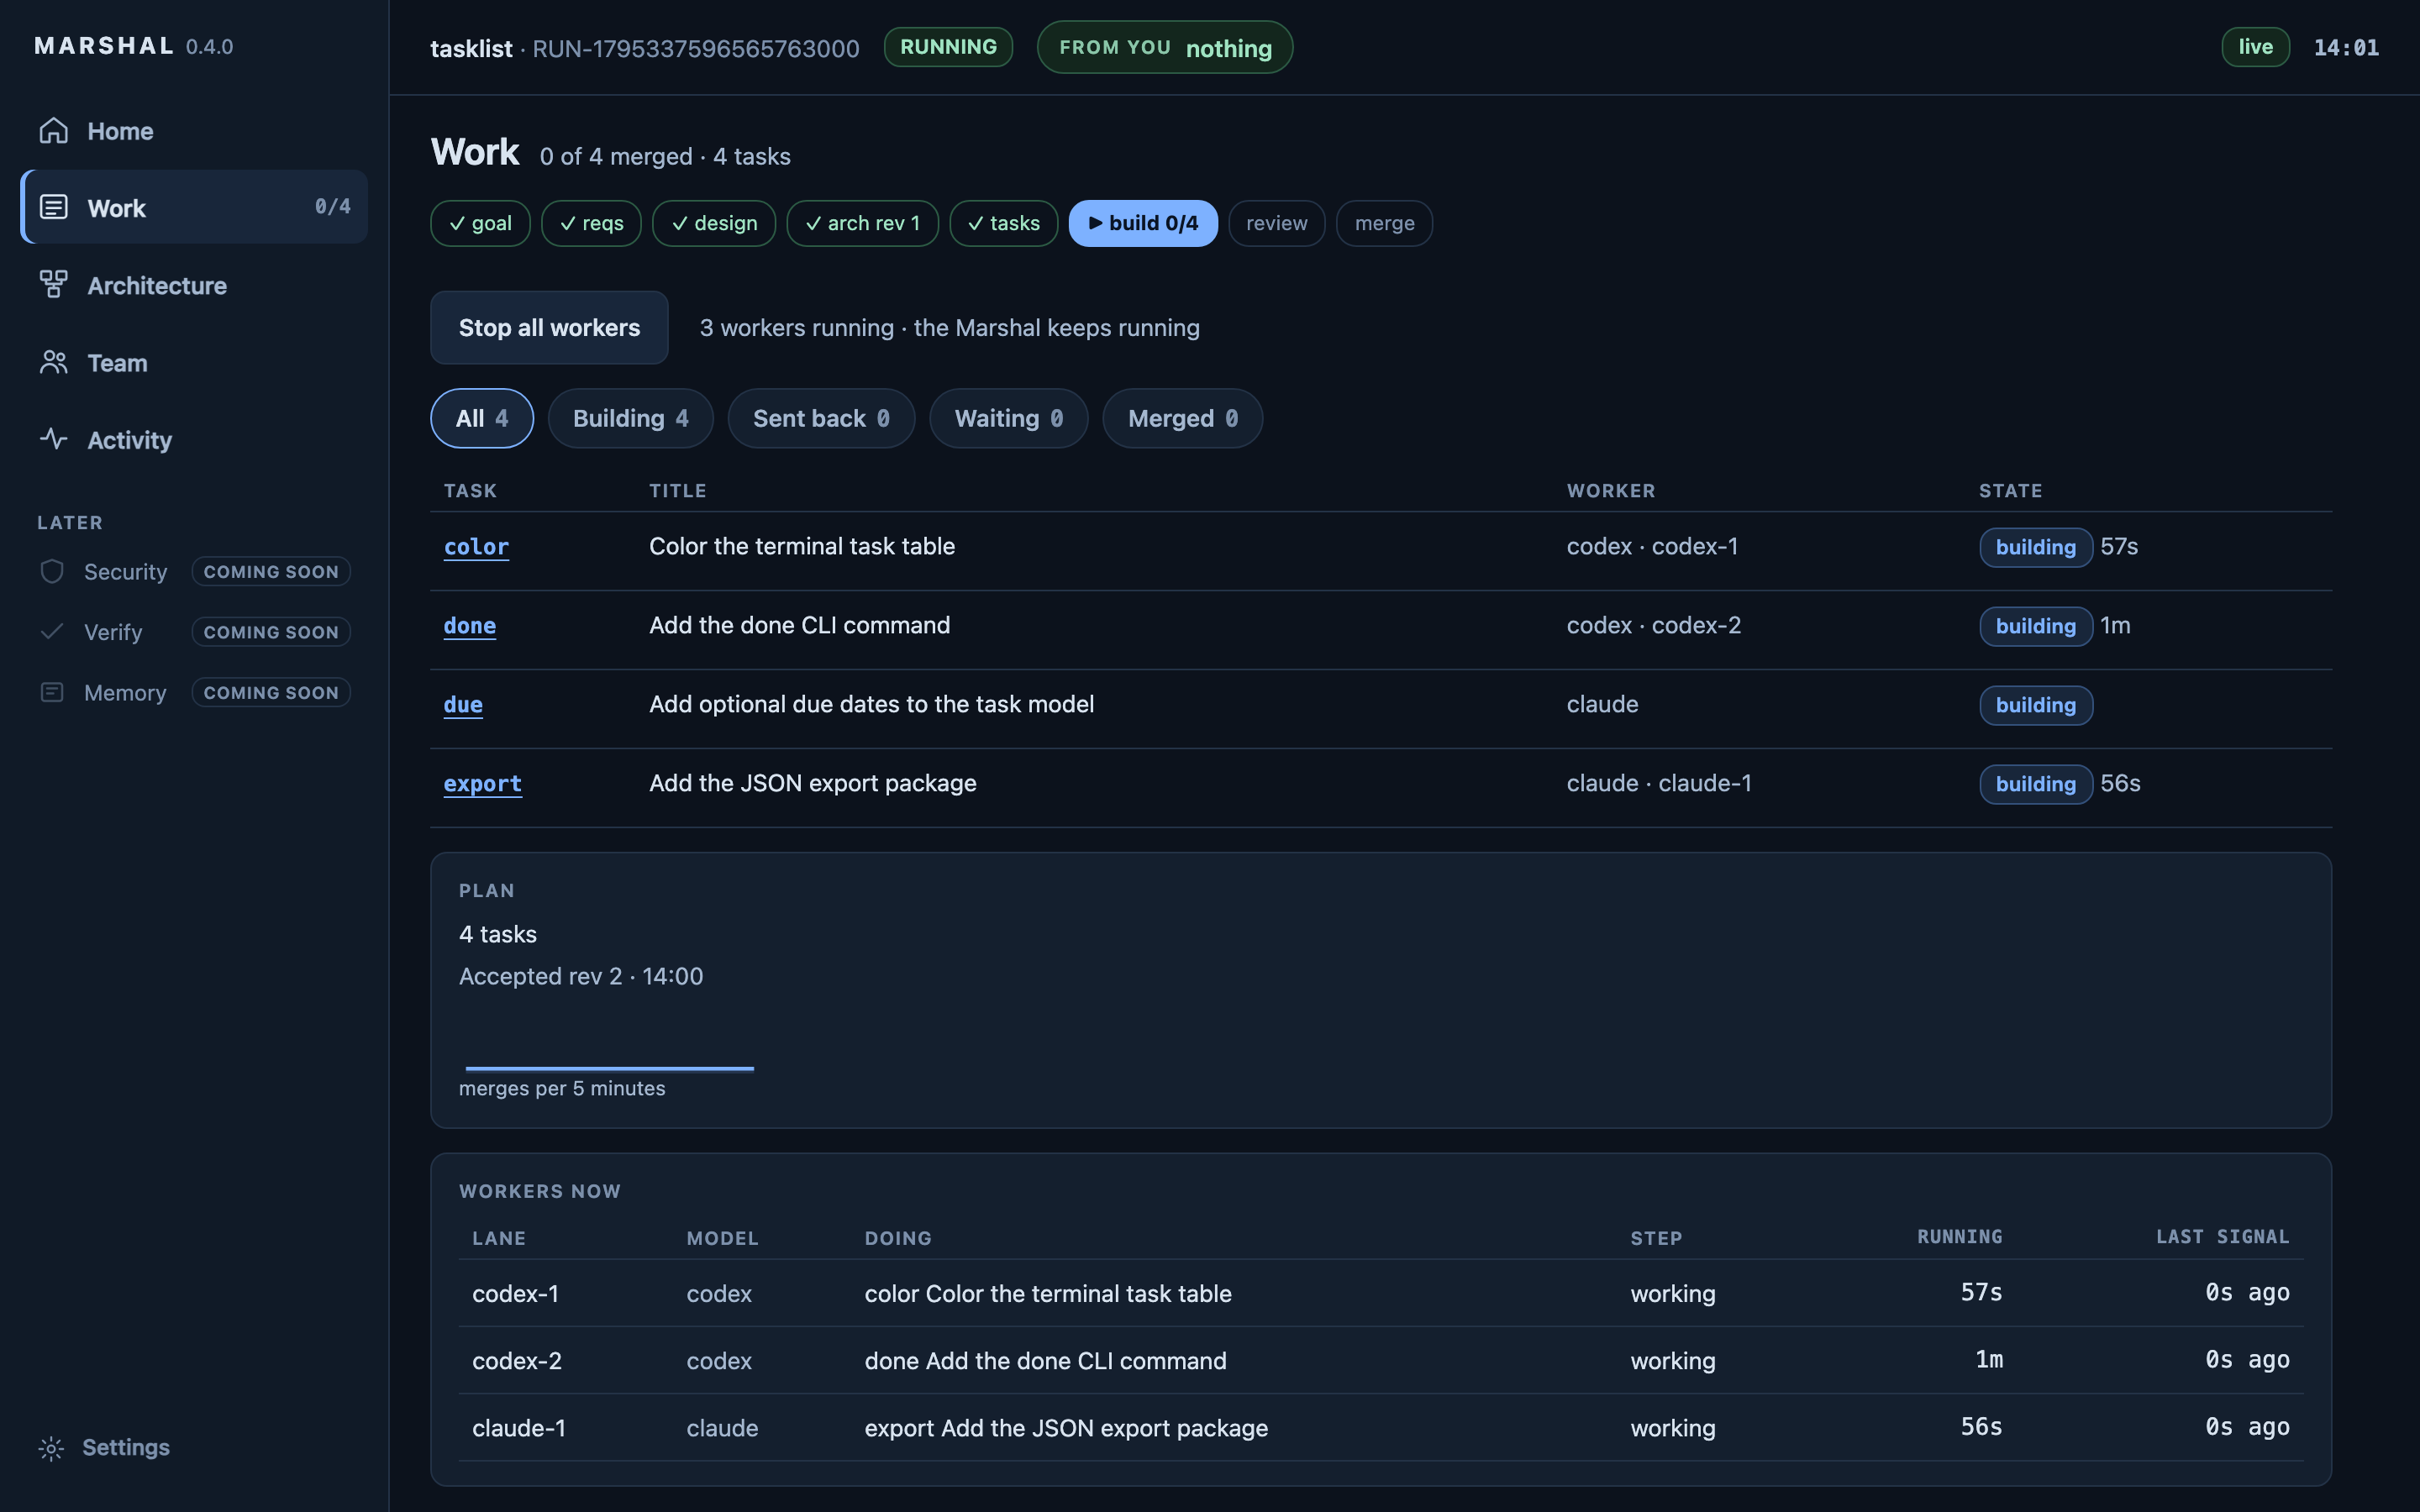 MARSHAL 0.4.0
Home
Work 0/4
Architecture
Team
Activity
LATER
Security COMING SOON
Verify COMING SOON
Memory COMING SOON
Settings
tasklist · RUN-1795337596565763000 RUNNING FROM YOU nothing live 14:01
Work 0 of 4 merged · 4 tasks
✓ goal ✓ reqs ✓ design ✓ arch rev 1 ✓ tasks ▶ build 0/4 review merge
Stop all workers 3 workers running · the Marshal keeps running
All 4 Building 4 Sent back 0 Waiting 0 Merged 0
TASK TITLE WORKER STATE
color Color the terminal task table codex · codex-1 building 57s
done Add the done CLI command codex · codex-2 building 1m
due Add optional due dates to the task model claude building
export Add the JSON export package claude · claude-1 building 56s
PLAN
4 tasks
Accepted rev 2 · 14:00
merges per 5 minutes
WORKERS NOW
LANE MODEL DOING STEP RUNNING LAST SIGNAL
codex-1 codex color Color the terminal task table working 57s 0s ago
codex-2 codex done Add the done CLI command working 1m 0s ago
claude-1 claude export Add the JSON export package working 56s 0s ago